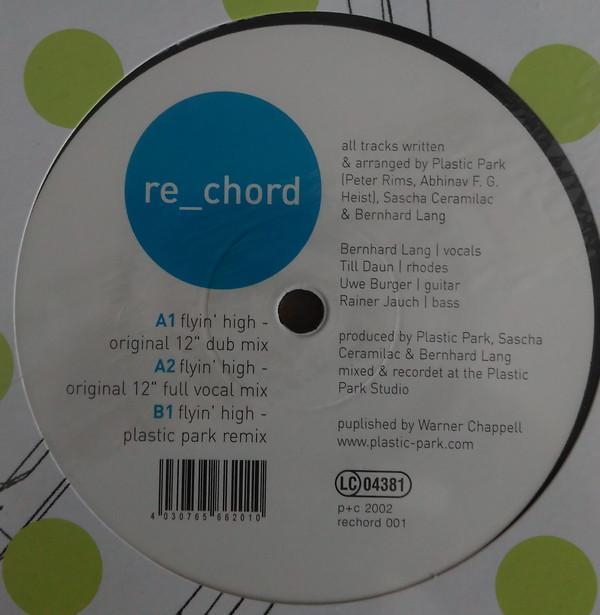 re_chord
A1 flyin' high -
original 12" dub mix
A2 flyin' high -
original 12" full vocal mix
B1 flyin' high -
plastic park remix
4 030765 662010
all tracks written
& arranged by Plastic Park
(Peter Rims, Abhinav F. G.
Heist), Sascha Ceramilac
& Bernhard Lang
Bernhard Lang | vocals
Till Daun | rhodes
Uwe Burger | guitar
Rainer Jauch | bass
produced by Plastic Park, Sascha
Ceramilac & Bernhard Lang
mixed & recordet at the Plastic
Park Studio
puplished by Warner Chappell
www.plastic-park.com
LC 04381
p+c 2002
rechord 001